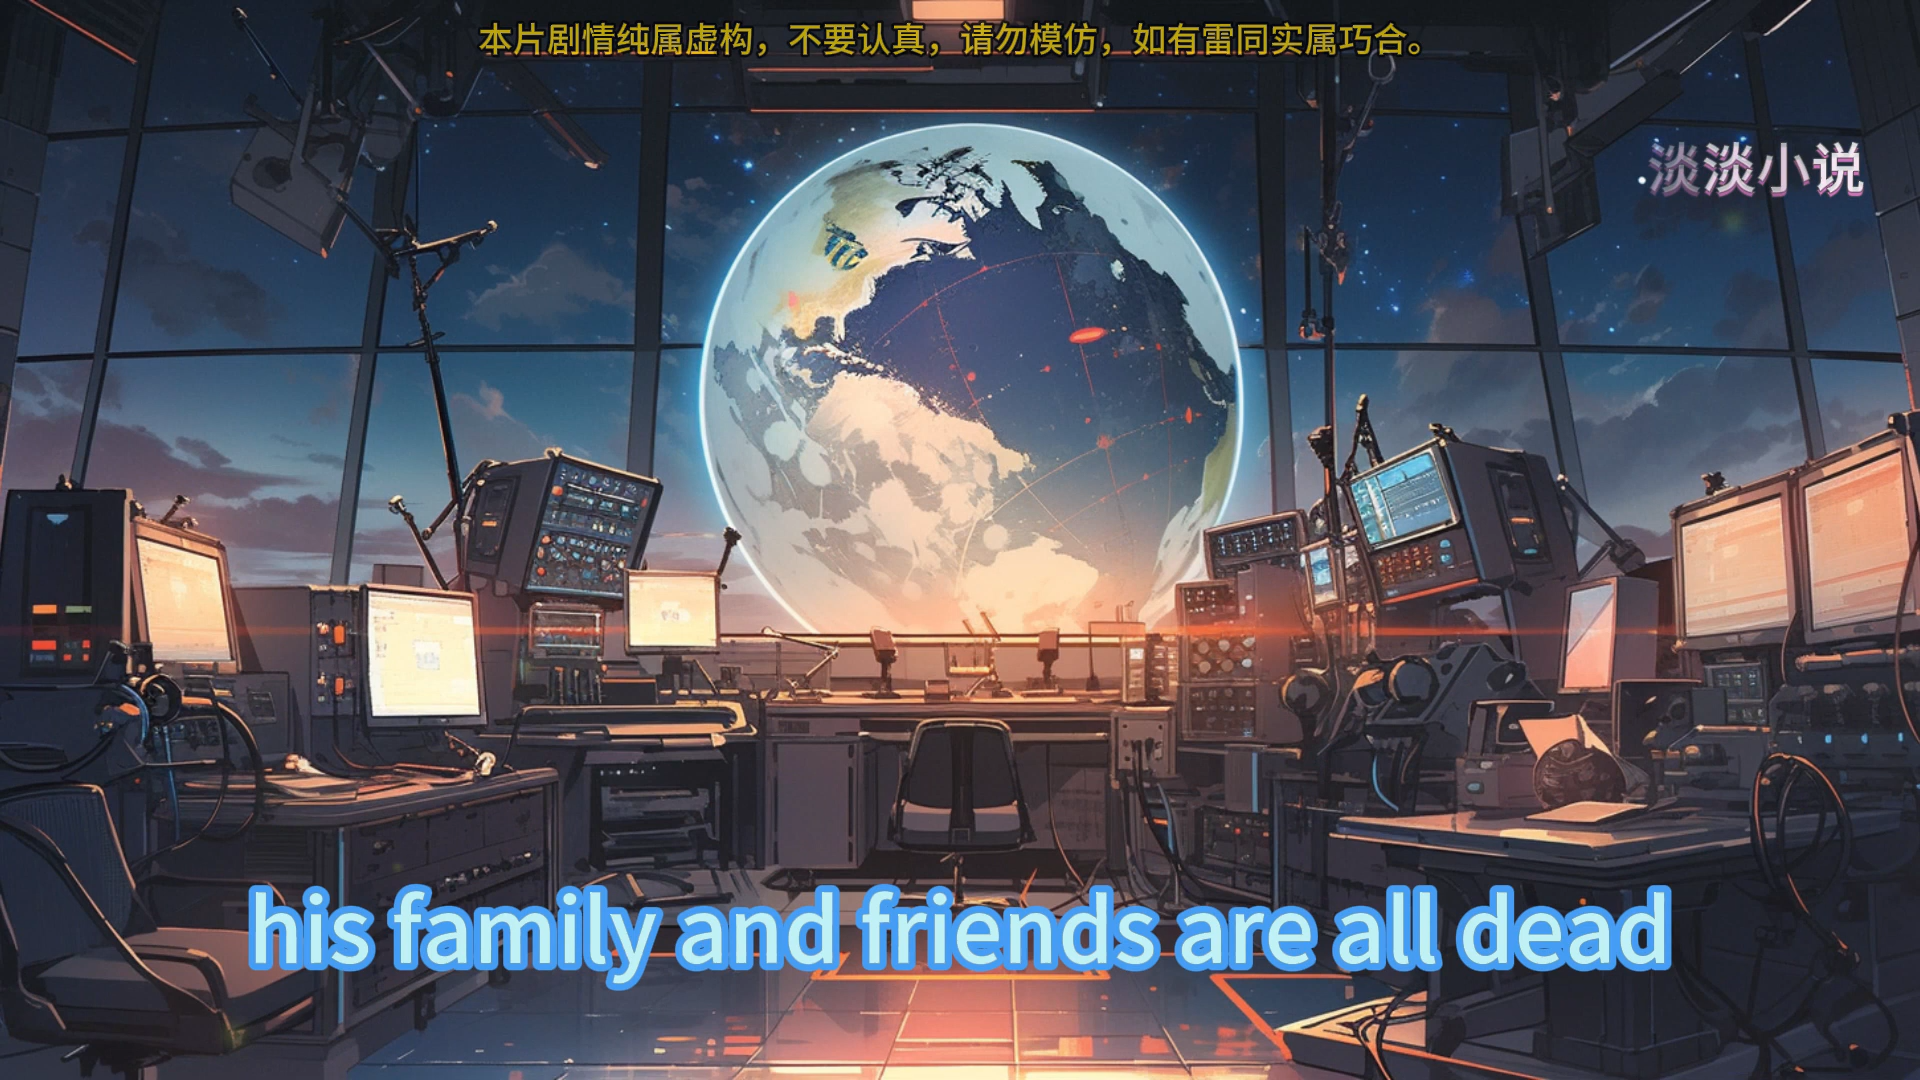 本片剧情纯属虚构，不要认真，请勿模仿，如有雷同实属巧合。
淡淡小说
his family and friends are all dead